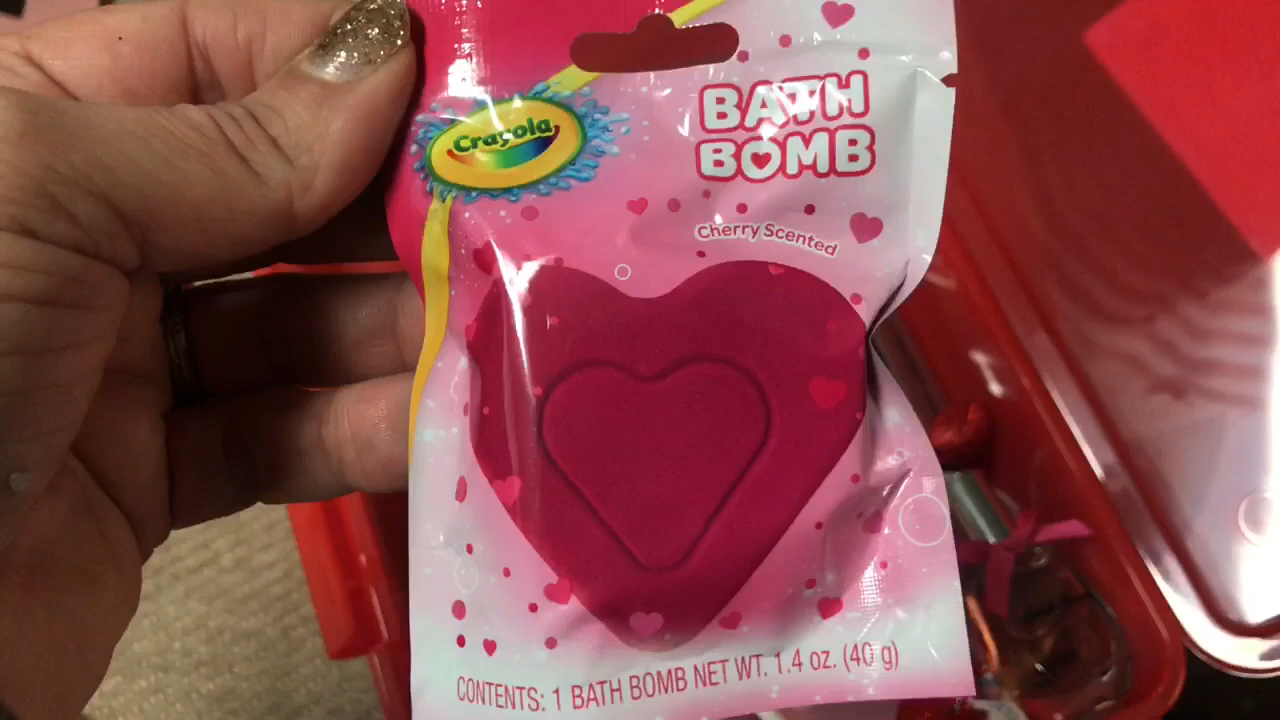 Crayola
BATH
BOMB
Cherry Scented
CONTENTS: 1 BATH BOMB NET WT. 1.4 oz. (40 g)